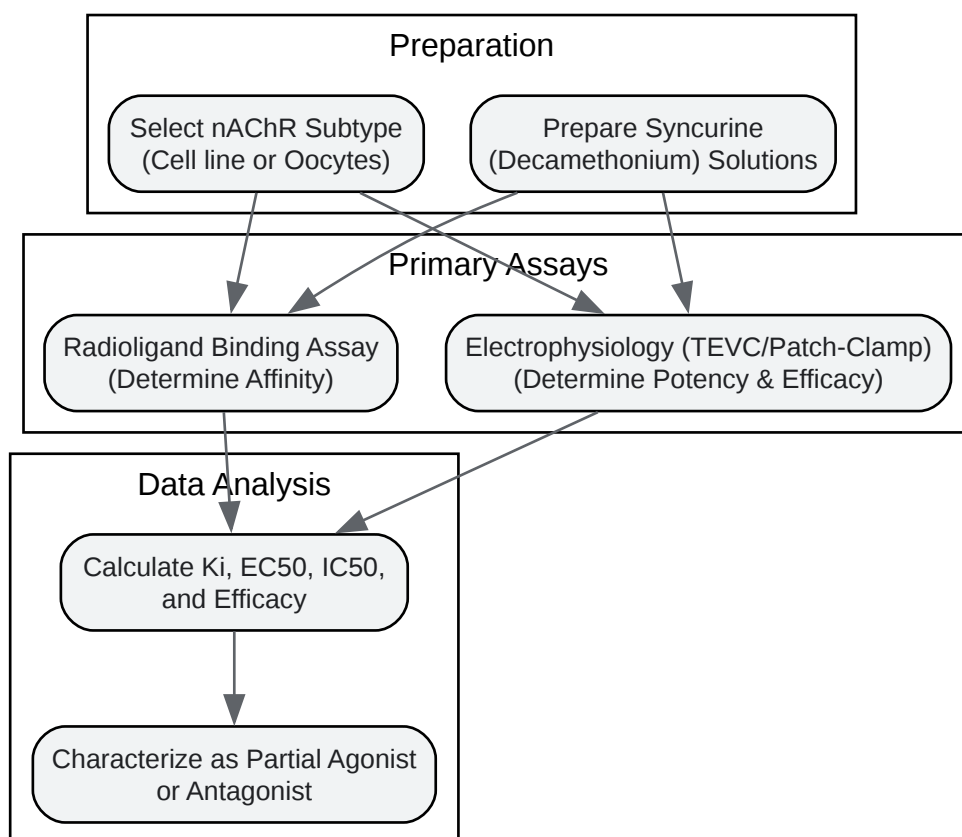 Preparation
Select nAChR Subtype
(Cell line or Oocytes)
Prepare Syncurine
(Decamethonium) Solutions
Primary Assays
Radioligand Binding Assay
(Determine Affinity)
Electrophysiology (TEVC/Patch-Clamp)
(Determine Potency & Efficacy)
Data Analysis
Calculate Ki, EC50, IC50,
and Efficacy
Characterize as Partial Agonist
or Antagonist